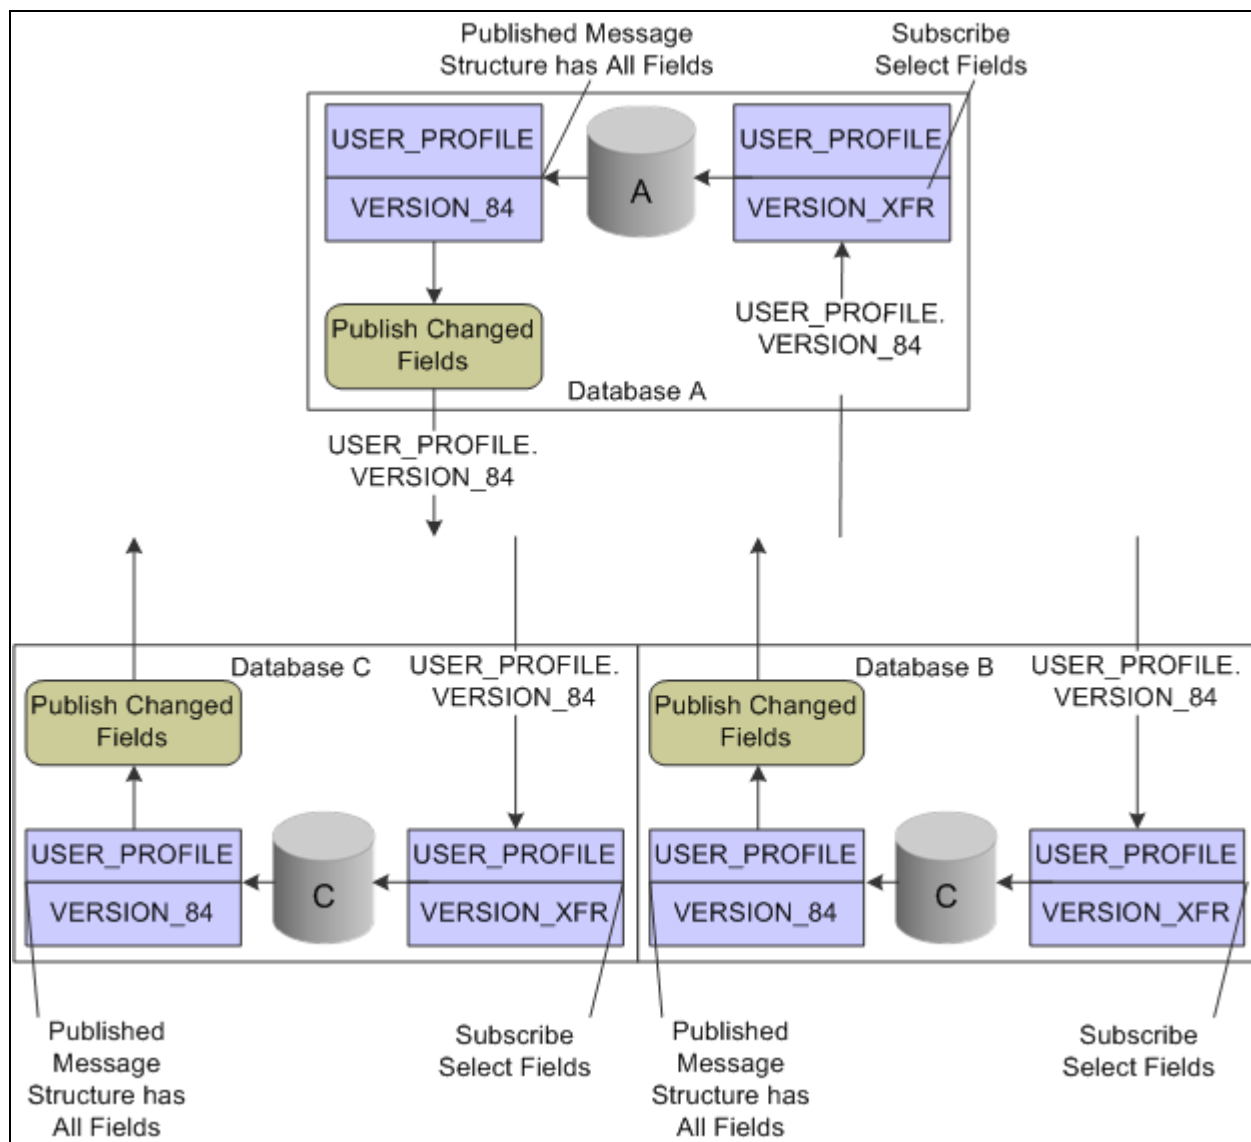 Published Message
Structure has All Fields
Subscribe
Select Fields
USER_PROFILE
VERSION_84
A
USER_PROFILE
VERSION_XFR
Publish Changed
Fields
USER_PROFILE.
VERSION_84
Database A
USER_PROFILE.
VERSION_84
Database C
USER_PROFILE.
VERSION_84
Publish Changed
Fields
USER_PROFILE
VERSION_84
C
USER_PROFILE
VERSION_XFR
Published
Message
Structure has
All Fields
Subscribe
Select Fields
Database B
USER_PROFILE.
VERSION_84
Publish Changed
Fields
USER_PROFILE
VERSION_84
C
USER_PROFILE
VERSION_XFR
Published
Message
Structure has
All Fields
Subscribe
Select Fields